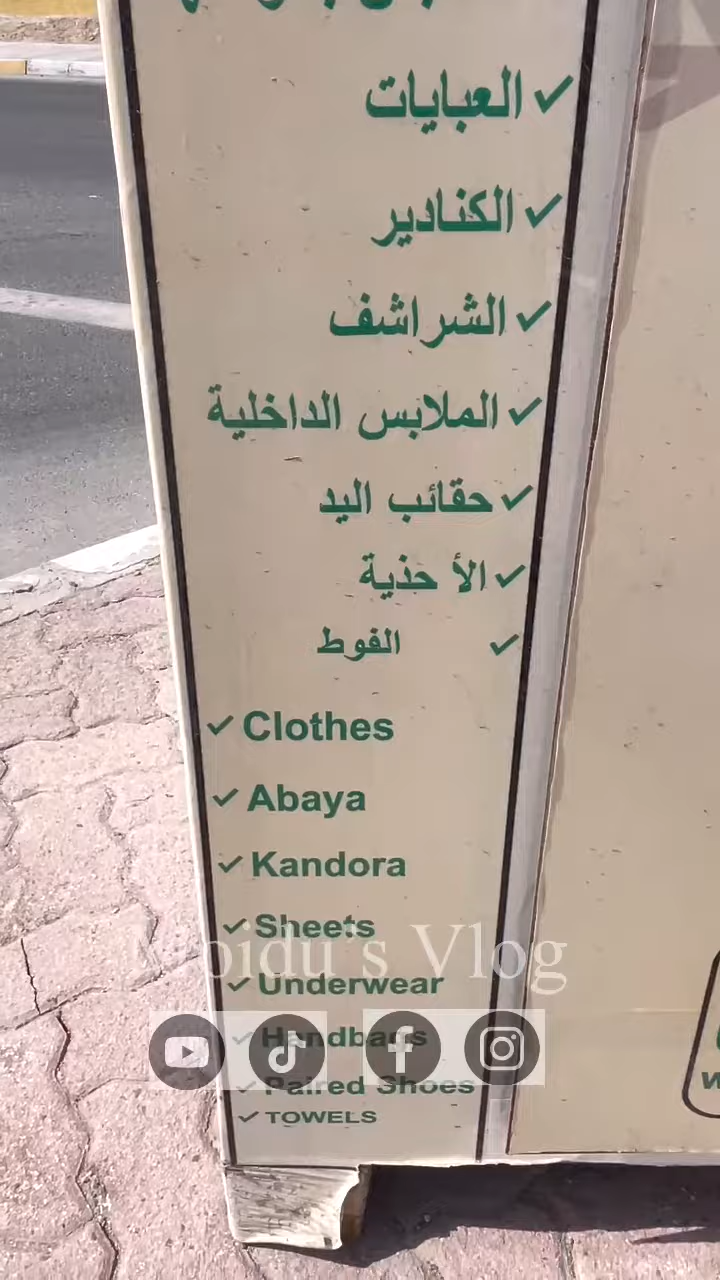 ✓ العبايات
✓ الكنادير
✓ الشراشف
✓ الملابس الداخلية
✓ حقائب اليد
✓ الأ حذية
✓ الفوط
✓ Clothes
✓ Abaya
✓ Kandora
✓ Sheets
✓ Underwear
✓ Handbags
✓ Paired Shoes
✓ TOWELS
Moidu's Vlog